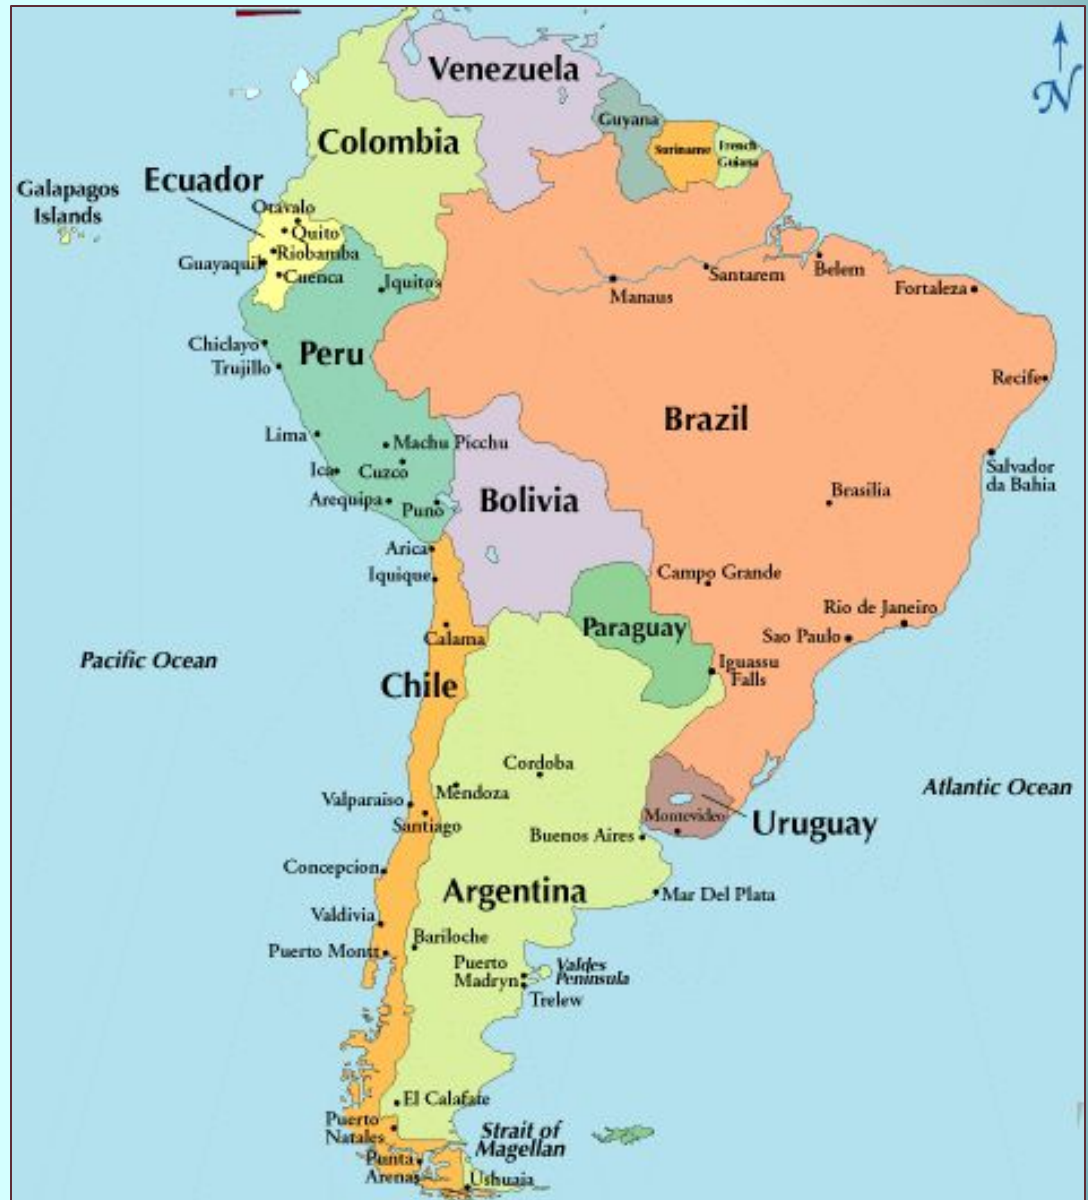 Venezuela
N
Guyana
Colombia
Suriname
French
Guiana
Ecuador
Galapagos
Islands
Otavalo
Quito
Riobamba
Guayaquil
Cuenca
Iquitos
Belem
Santarem
Manaus
Fortaleza
Chiclayo
Peru
Trujillo
Recife
Brazil
Lima
Machu Picchu
Ica
Cuzco
Salvador
da Bahia
Arequipa
Puno
Bolivia
Brasilia
Arica
Iquique
Campo Grande
Rio de Janeiro
Calama
Paraguay
Sao Paulo
Pacific Ocean
Iguassu
Falls
Chile
Cordoba
Mendoza
Atlantic Ocean
Valparaiso
Santiago
Montevideo
Uruguay
Buenos Aires
Concepcion
Argentina
Mar Del Plata
Valdivia
Bariloche
Puerto Montt
Puerto
Madryn
Valdes
Peninsula
Trelew
El Calafate
Puerto
Natales
Strait of
Magellan
Punta
Arenas
Ushuaia